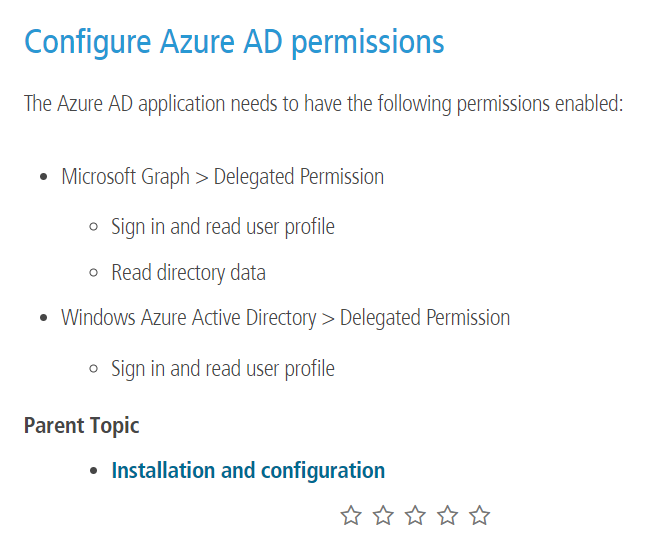 Configure Azure AD permissions
The Azure AD application needs to have the following permissions enabled:
Microsoft Graph > Delegated Permission
Sign in and read user profile
Read directory data
Windows Azure Active Directory > Delegated Permission
Sign in and read user profile
Parent Topic
Installation and configuration